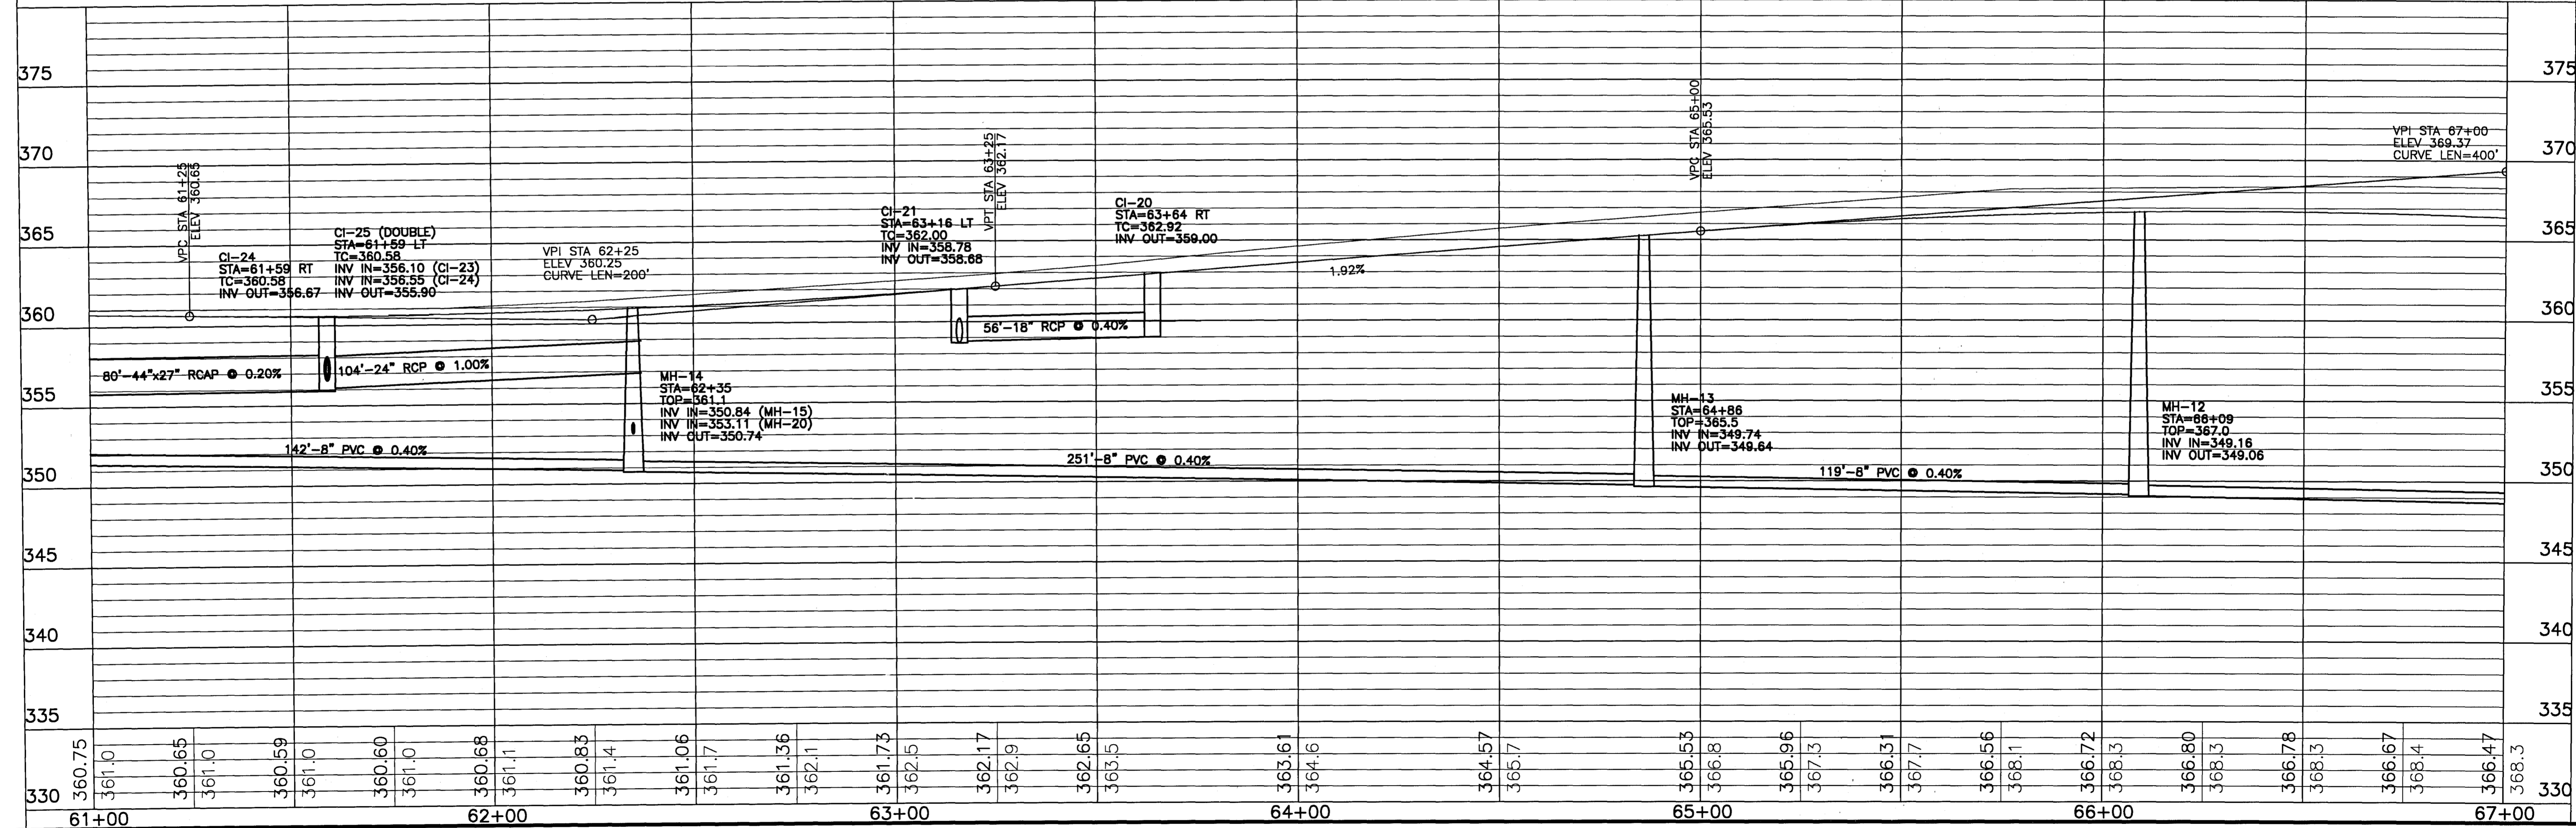 375
370
365
360
355
350
345
340
335
330
VPC STA 61+25
ELEV 360.65
CI-24
STA=61+59 RT
TC=360.58
INV OUT=356.67
CI-25 (DOUBLE)
STA=61+59 LT
TC=360.58
INV IN=356.10 (CI-23)
INV IN=356.55 (CI-24)
INV OUT=355.90
VPI STA 62+25
ELEV 360.25
CURVE LEN=200'
CI-21
STA=63+16 LT
TC=362.00
INV IN=358.78
INV OUT=358.68
VPT STA 63+25
ELEV 362.17
CI-20
STA=63+64 RT
TC=362.92
INV OUT=359.00
1.92%
VPC STA 65+00
ELEV 365.53
VPI STA 67+00
ELEV 369.37
CURVE LEN=400'
80'-44"x27" RCAP @ 0.20%
104'-24" RCP @ 1.00%
56'-18" RCP @ 0.40%
MH-14
STA=62+35
TOP=361.1
INV IN=350.84 (MH-15)
INV IN=353.11 (MH-20)
INV OUT=350.74
MH-13
STA=64+86
TOP=365.5
INV IN=349.74
INV OUT=349.64
MH-12
STA=66+09
TOP=367.0
INV IN=349.16
INV OUT=349.06
142'-8" PVC @ 0.40%
251'-8" PVC @ 0.40%
119'-8" PVC @ 0.40%
375
370
365
360
355
350
345
340
335
330
360.75
361.0
360.65
361.0
360.59
361.0
360.60
361.0
360.68
361.1
360.83
361.4
361.06
361.7
361.36
362.1
361.73
362.5
362.17
362.9
362.65
363.5
363.61
364.6
364.57
365.7
365.53
366.8
365.96
367.3
366.31
367.7
366.56
368.1
366.72
368.3
366.80
368.3
366.78
368.3
366.67
368.4
366.47
368.3
61+00
62+00
63+00
64+00
65+00
66+00
67+00